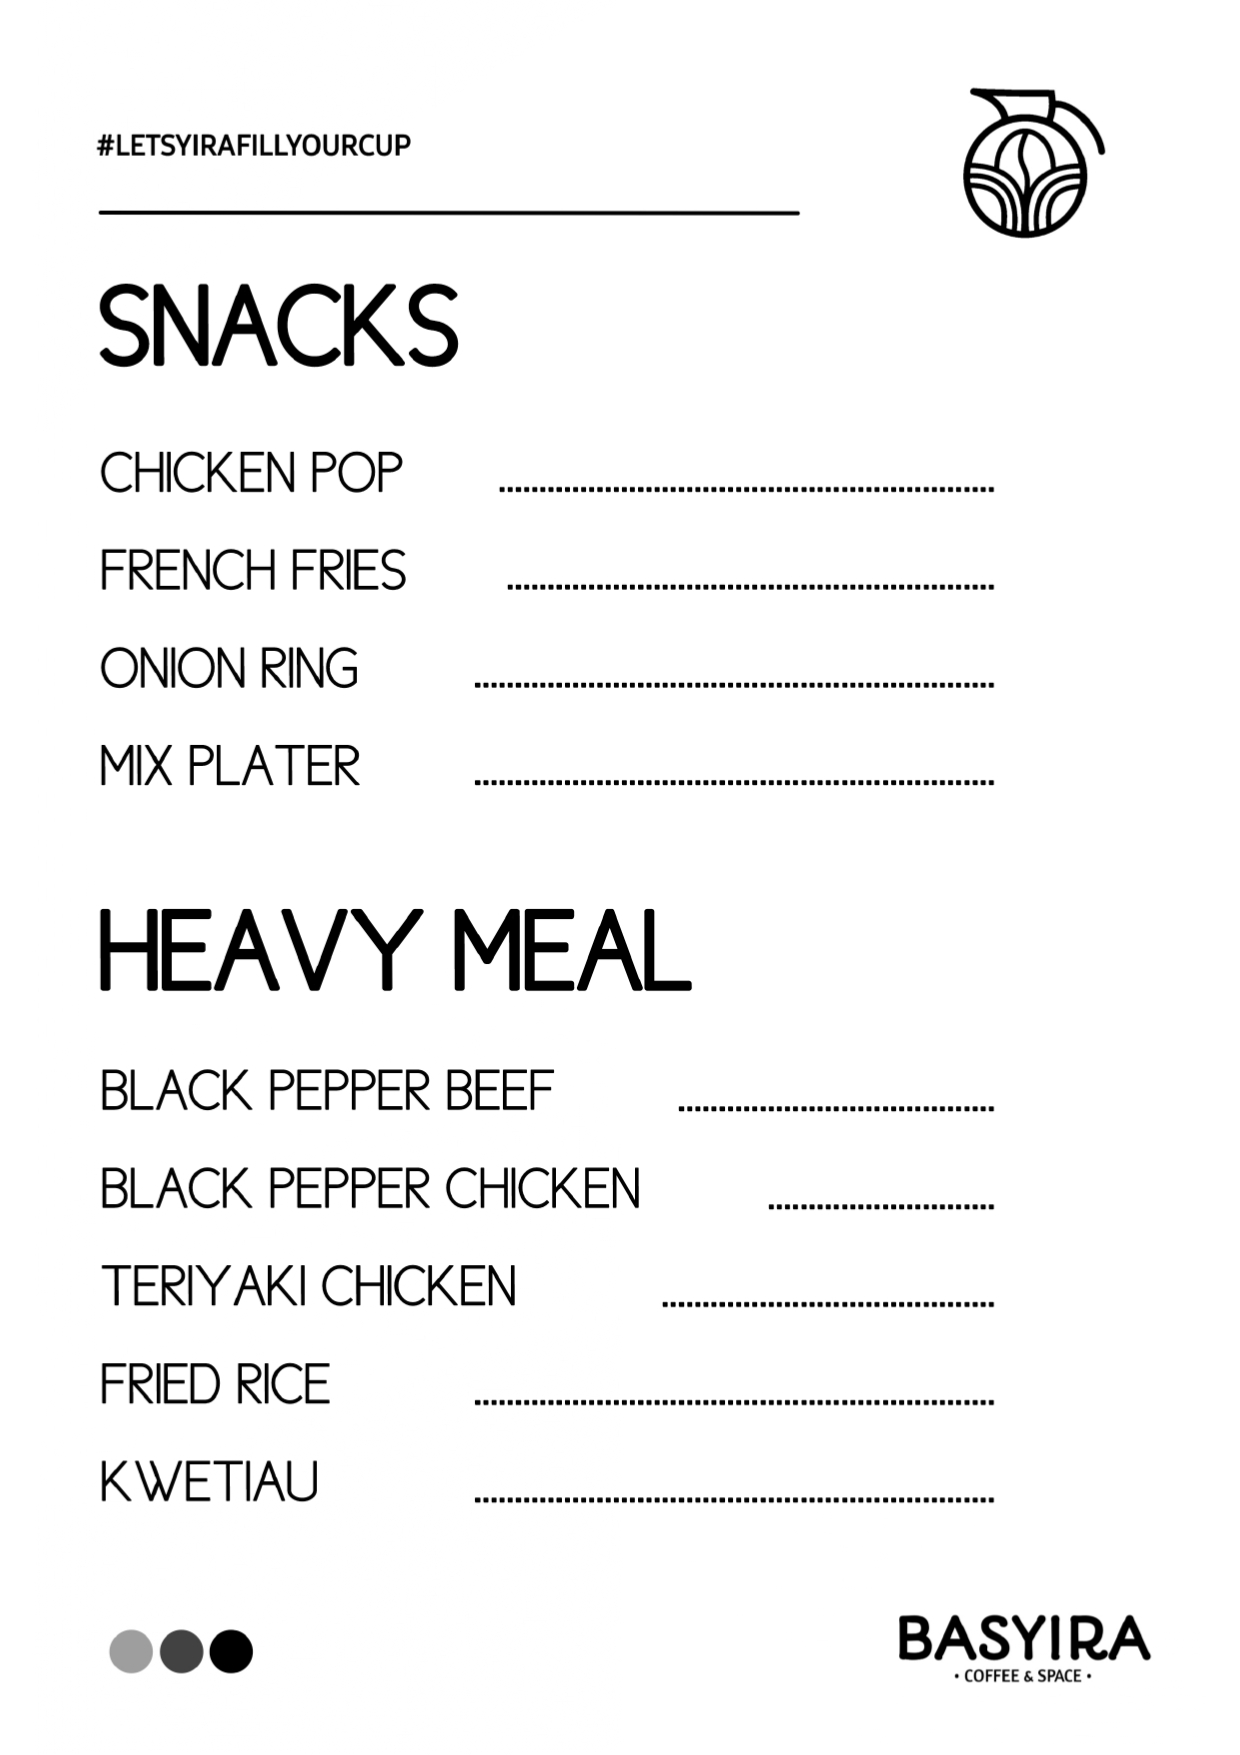 #LETSYIRAFILLYOURCUP
SNACKS
CHICKEN POP ............................................................
FRENCH FRIES ............................................................
ONION RING ................................................................
MIX PLATER ................................................................
HEAVY MEAL
BLACK PEPPER BEEF .......................................
BLACK PEPPER CHICKEN ............................
TERIYAKI CHICKEN .........................................
FRIED RICE ................................................................
KWETIAU ................................................................
BASYIRA
• COFFEE & SPACE •